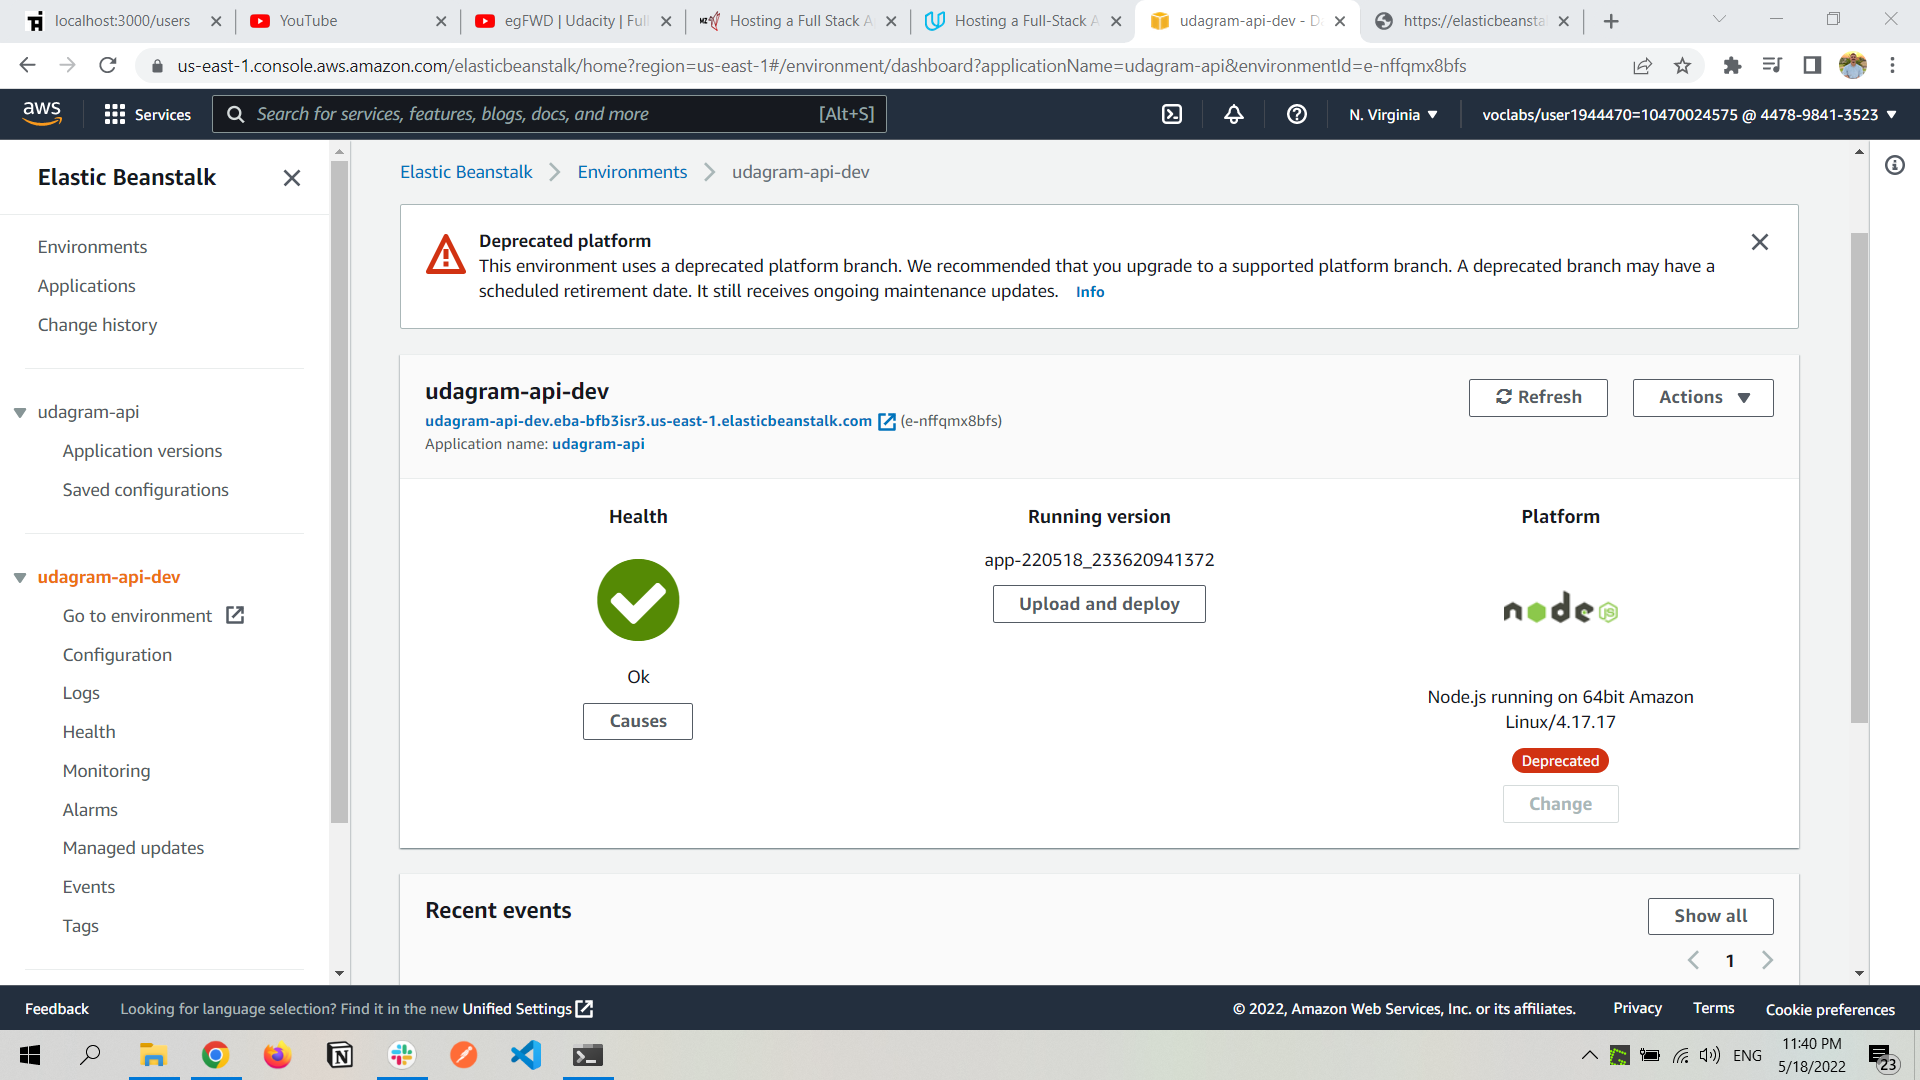 localhost:3000/users
YouTube
egFWD | Udacity | Full
Hosting a Full Stack A
Hosting a Full-Stack A
udagram-api-dev - D
https://elasticbeansta
us-east-1.console.aws.amazon.com/elasticbeanstalk/home?region=us-east-1#/environment/dashboard?applicationName=udagram-api&environmentId=e-nffqmx8bfs
aws
Services
Search for services, features, blogs, docs, and more
[Alt+S]
N. Virginia
voclabs/user1944470=10470024575 @ 4478-9841-3523
Elastic Beanstalk
Environments
Applications
Change history
udagram-api
Application versions
Saved configurations
udagram-api-dev
Go to environment
Configuration
Logs
Health
Monitoring
Alarms
Managed updates
Events
Tags
Elastic Beanstalk
Environments
udagram-api-dev
Deprecated platform
This environment uses a deprecated platform branch. We recommended that you upgrade to a supported platform branch. A deprecated branch may have a
scheduled retirement date. It still receives ongoing maintenance updates. Info
udagram-api-dev
udagram-api-dev.eba-bfb3isr3.us-east-1.elasticbeanstalk.com (e-nffqmx8bfs)
Application name: udagram-api
Refresh
Actions
Health
Ok
Causes
Running version
app-220518_233620941372
Upload and deploy
Platform
node JS
Node.js running on 64bit Amazon
Linux/4.17.17
Deprecated
Change
Recent events
Show all
1
Feedback
Looking for language selection? Find it in the new Unified Settings
© 2022, Amazon Web Services, Inc. or its affiliates.
Privacy
Terms
Cookie preferences
ENG
11:40 PM
5/18/2022
23